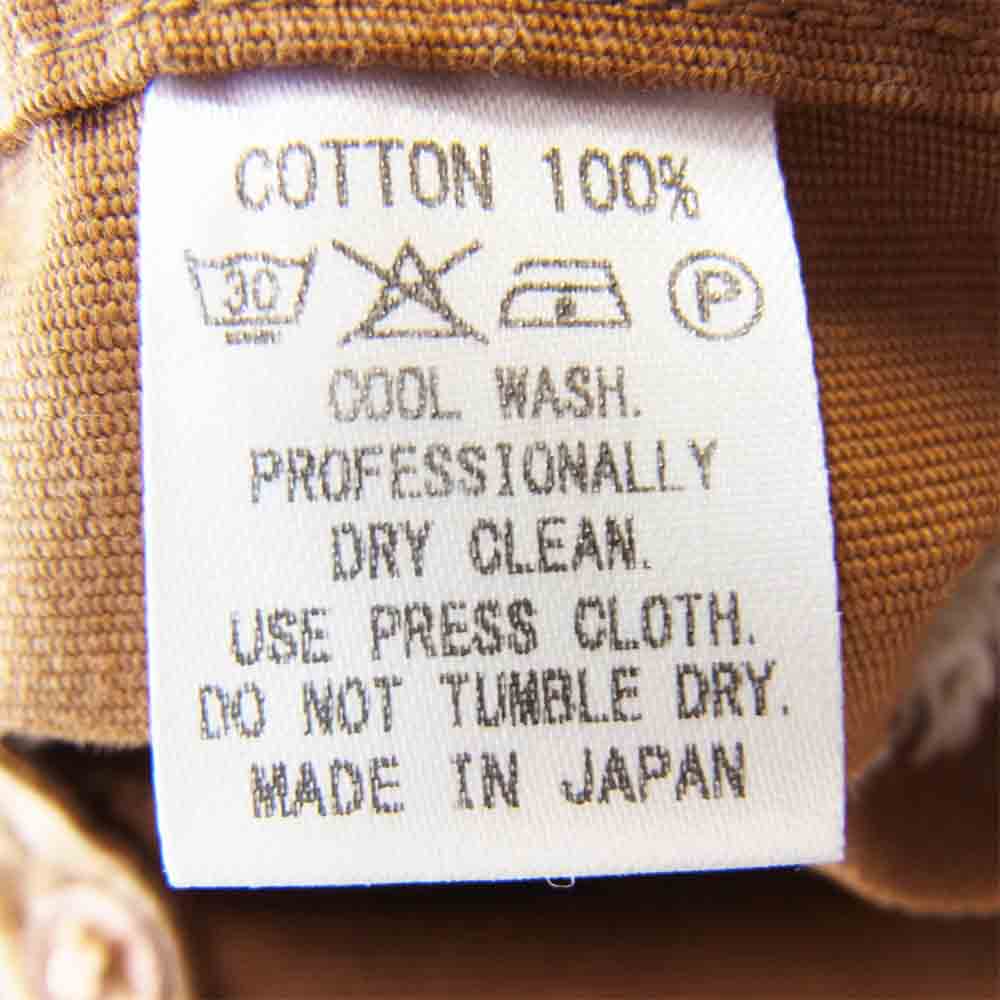 COTTON 100%
30 P
COOL WASH.
PROFESSIONALLY
DRY CLEAN.
USE PRESS CLOTH.
DO NOT TUMBLE DRY.
MADE IN JAPAN